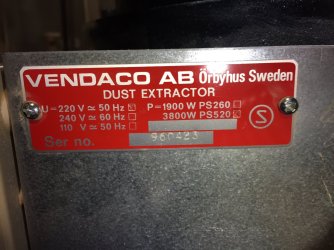 VENDACO AB Örbyhus Sweden
DUST EXTRACTOR
U=220 V ≃ 50 Hz P=1900 W PS260
240 V ≃ 60 Hz 3800W PS520
110 V ≃ 50 Hz
Ser no. 960423
S